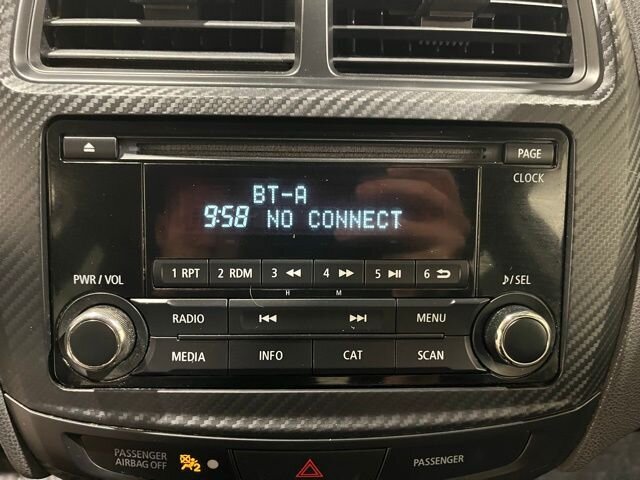 PAGE
CLOCK
BT-A
9:58 NO CONNECT
1 RPT 2 RDM 3 4 5 6
H M
PWR / VOL
/ SEL
RADIO MENU
MEDIA INFO CAT SCAN
PASSENGER
AIRBAG OFF 2
PASSENGER